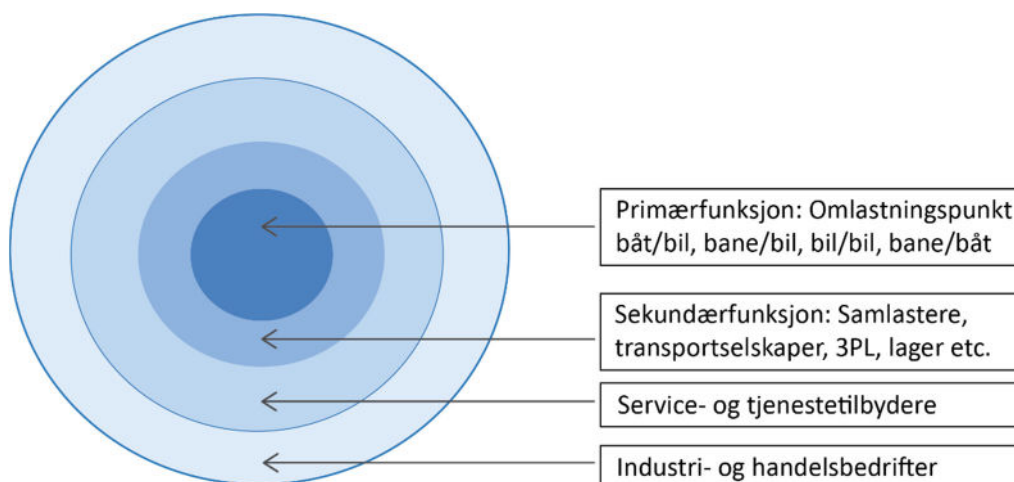 Primærfunksjon: Omlastningspunkt
båt/bil, bane/bil, bil/bil, bane/båt
Sekundærfunksjon: Samlastere,
transportselskaper, 3PL, lager etc.
Service- og tjenestetilbydere
Industri- og handelsbedrifter